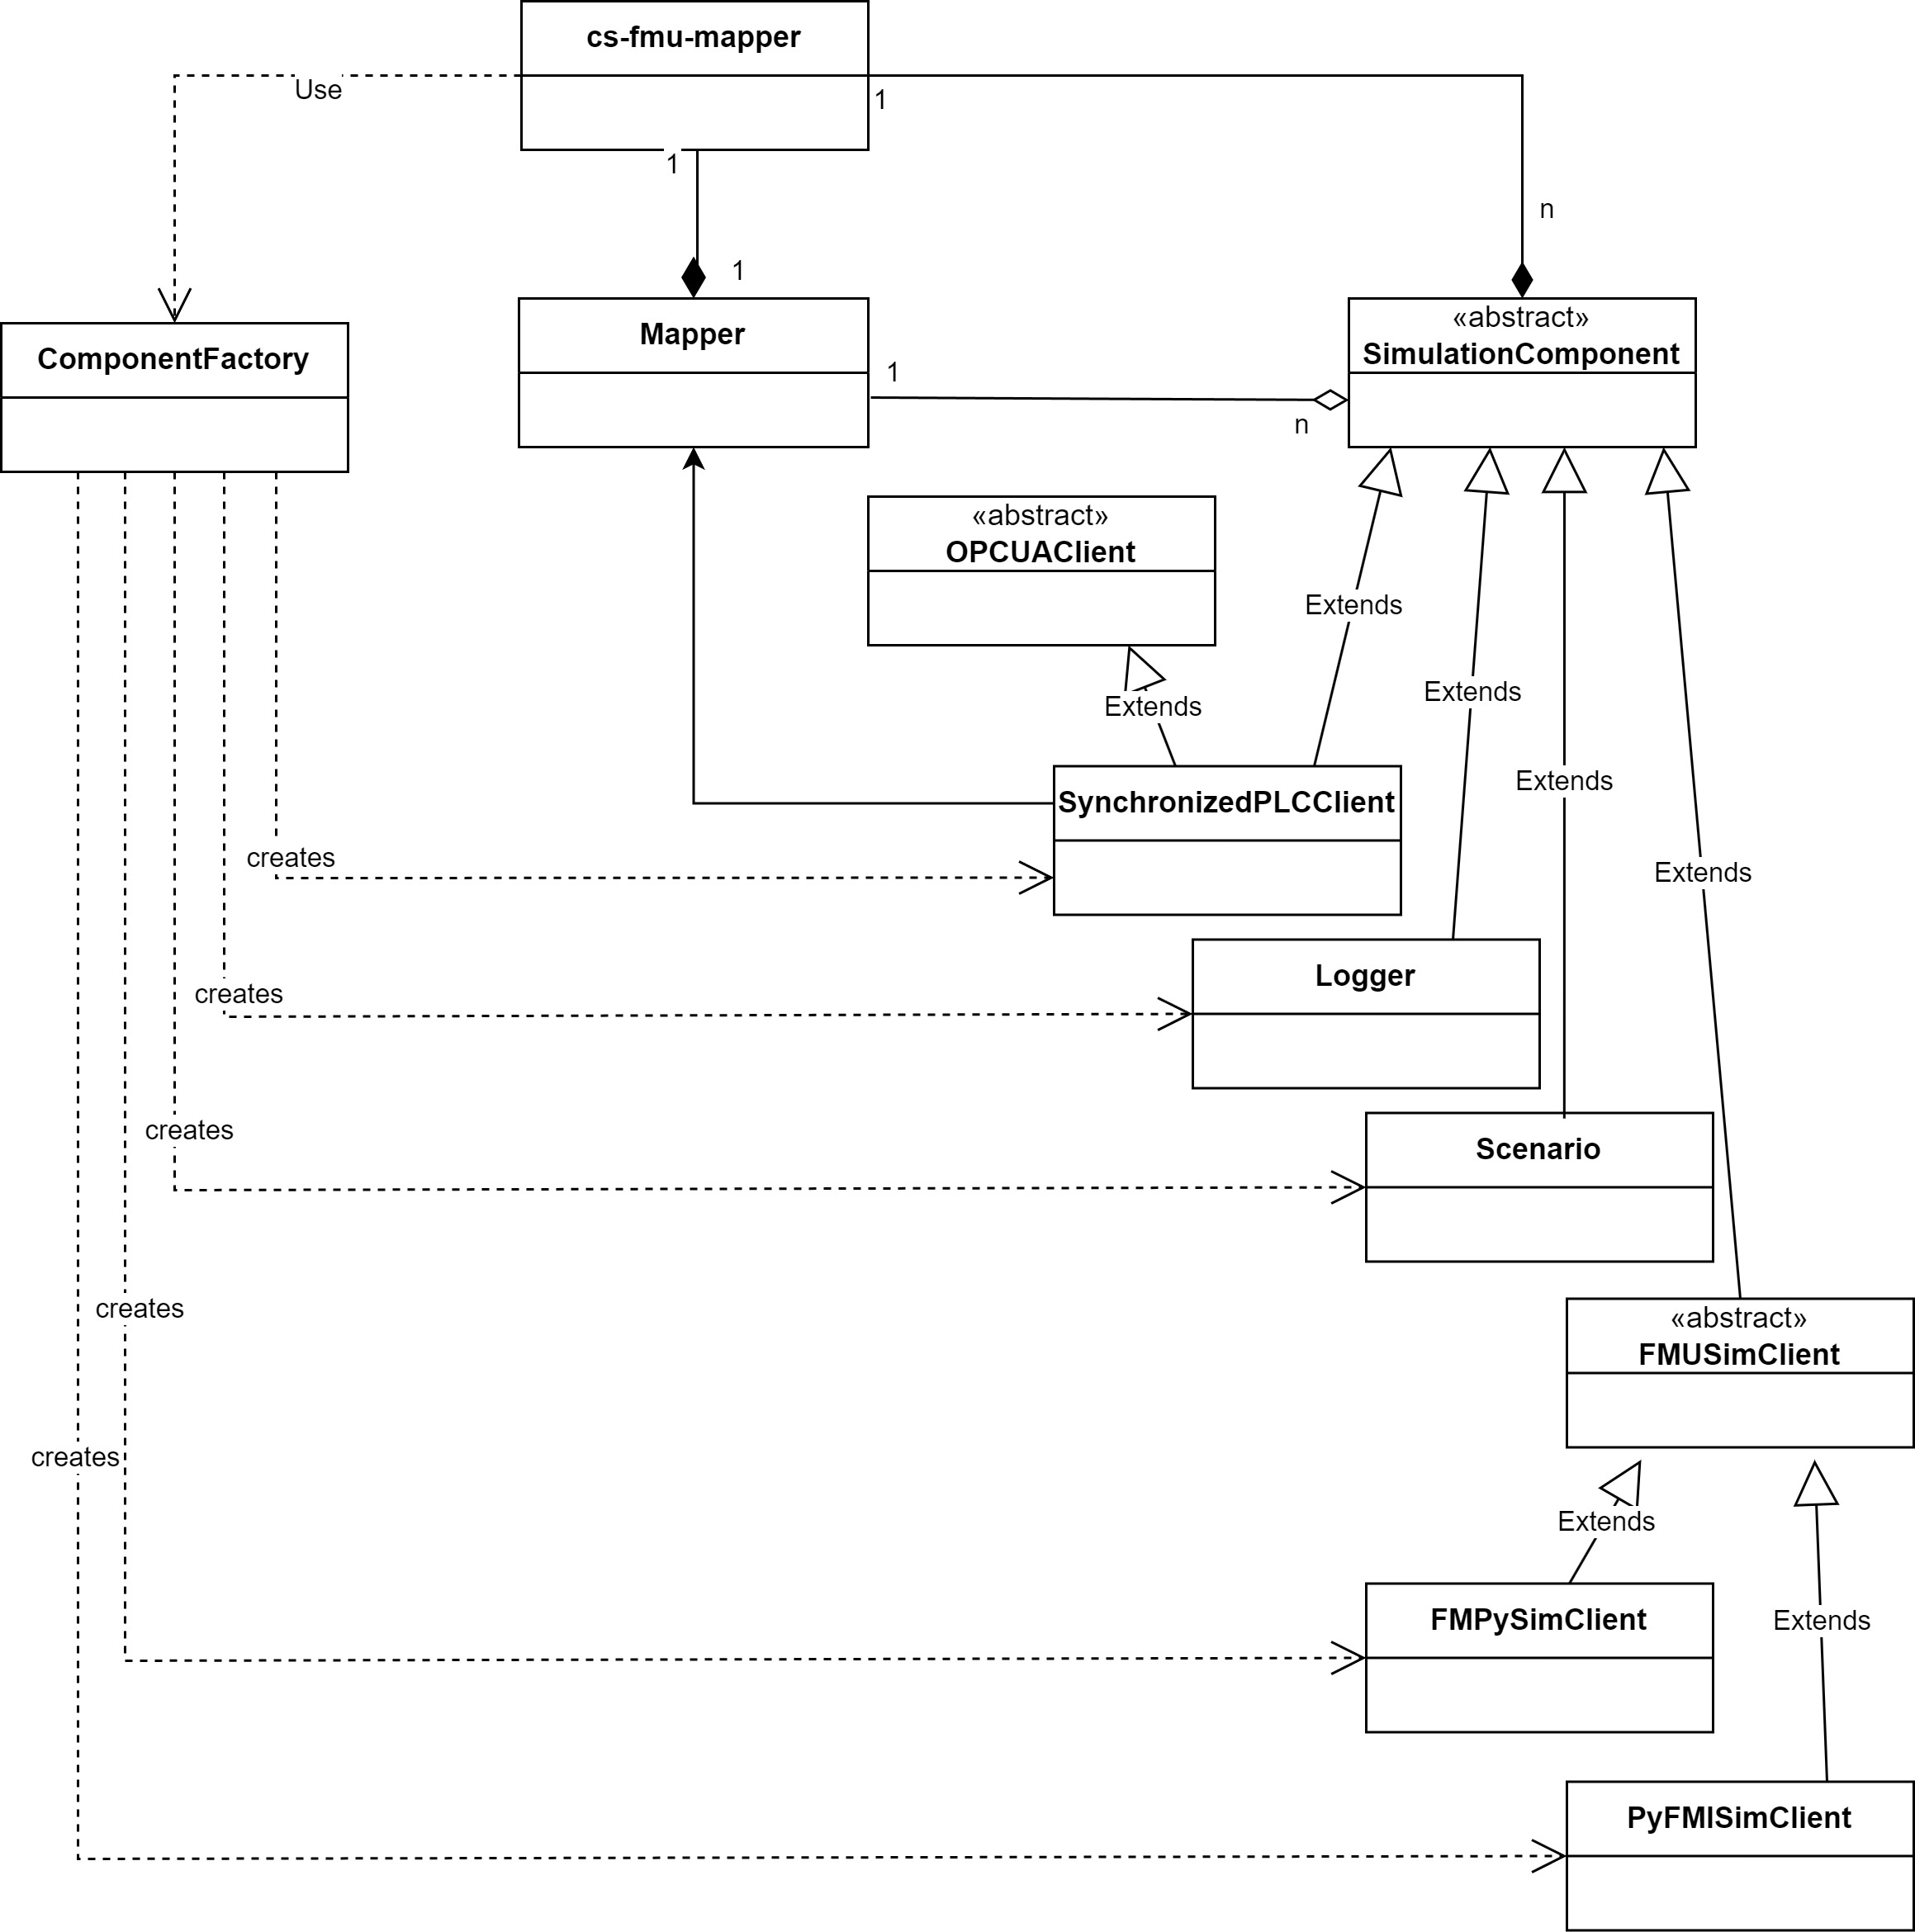 cs-fmu-mapper
Use
1
1
n
1
ComponentFactory
Mapper
«abstract»
SimulationComponent
1
n
«abstract»
OPCUAClient
Extends
Extends
Extends
Extends
Extends
SynchronizedPLCClient
creates
Logger
creates
Scenario
creates
«abstract»
FMUSimClient
creates
creates
Extends
Extends
FMPySimClient
PyFMISimClient